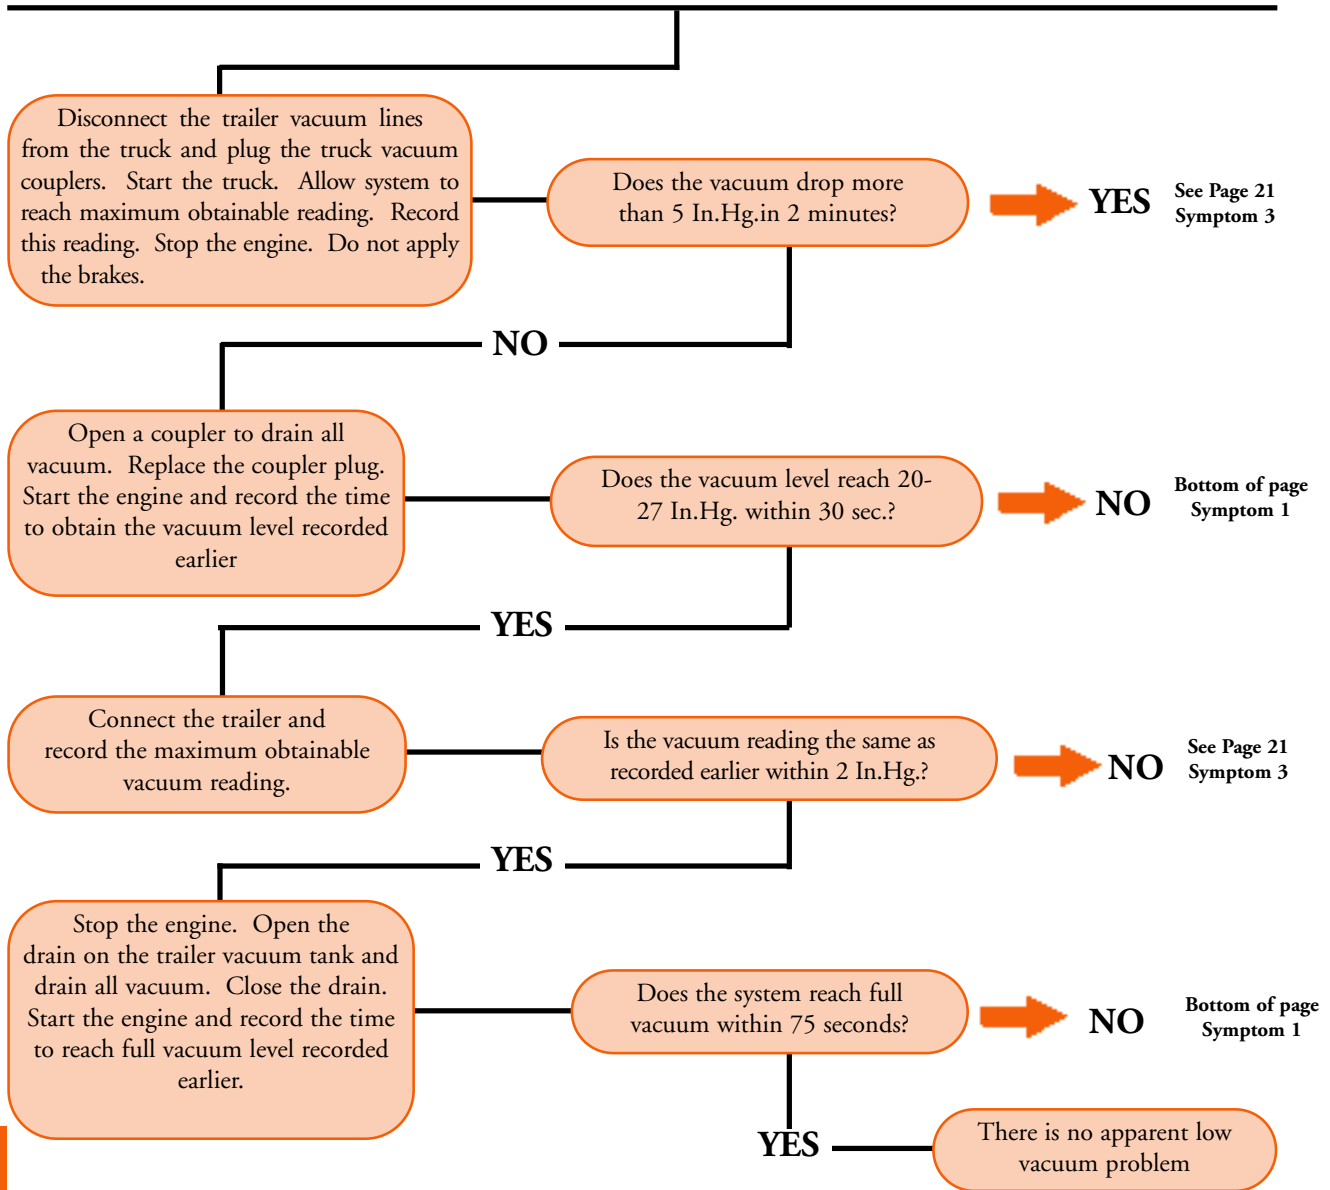 Disconnect the trailer vacuum lines
from the truck and plug the truck vacuum
couplers. Start the truck. Allow system to
reach maximum obtainable reading. Record
this reading. Stop the engine. Do not apply
the brakes.
Does the vacuum drop more
than 5 In.Hg.in 2 minutes?
YES
See Page 21
Symptom 3
NO
Open a coupler to drain all
vacuum. Replace the coupler plug.
Start the engine and record the time
to obtain the vacuum level recorded
earlier
Does the vacuum level reach 20-
27 In.Hg. within 30 sec.?
NO
Bottom of page
Symptom 1
YES
Connect the trailer and
record the maximum obtainable
vacuum reading.
Is the vacuum reading the same as
recorded earlier within 2 In.Hg.?
NO
See Page 21
Symptom 3
YES
Stop the engine. Open the
drain on the trailer vacuum tank and
drain all vacuum. Close the drain.
Start the engine and record the time
to reach full vacuum level recorded
earlier.
Does the system reach full
vacuum within 75 seconds?
NO
Bottom of page
Symptom 1
YES
There is no apparent low
vacuum problem